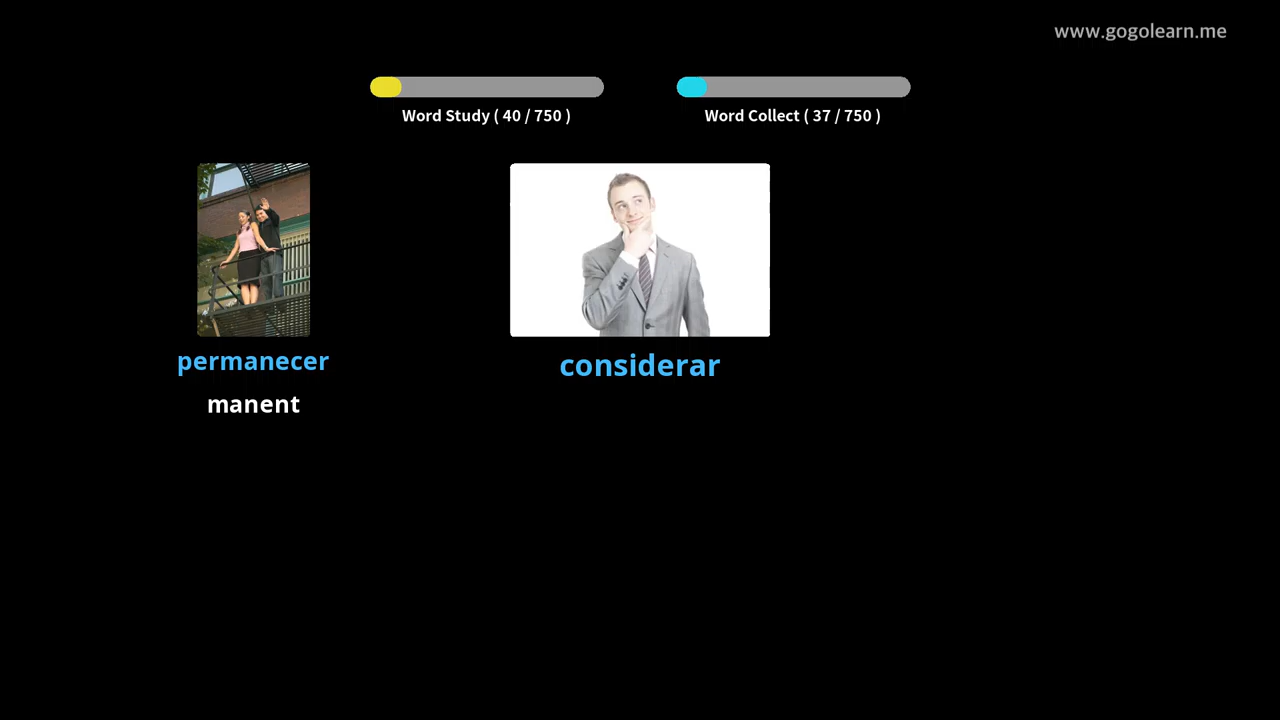 www.gogolearn.me
Word Study ( 40 / 750 )
Word Collect ( 37 / 750 )
permanecer
manent
considerar